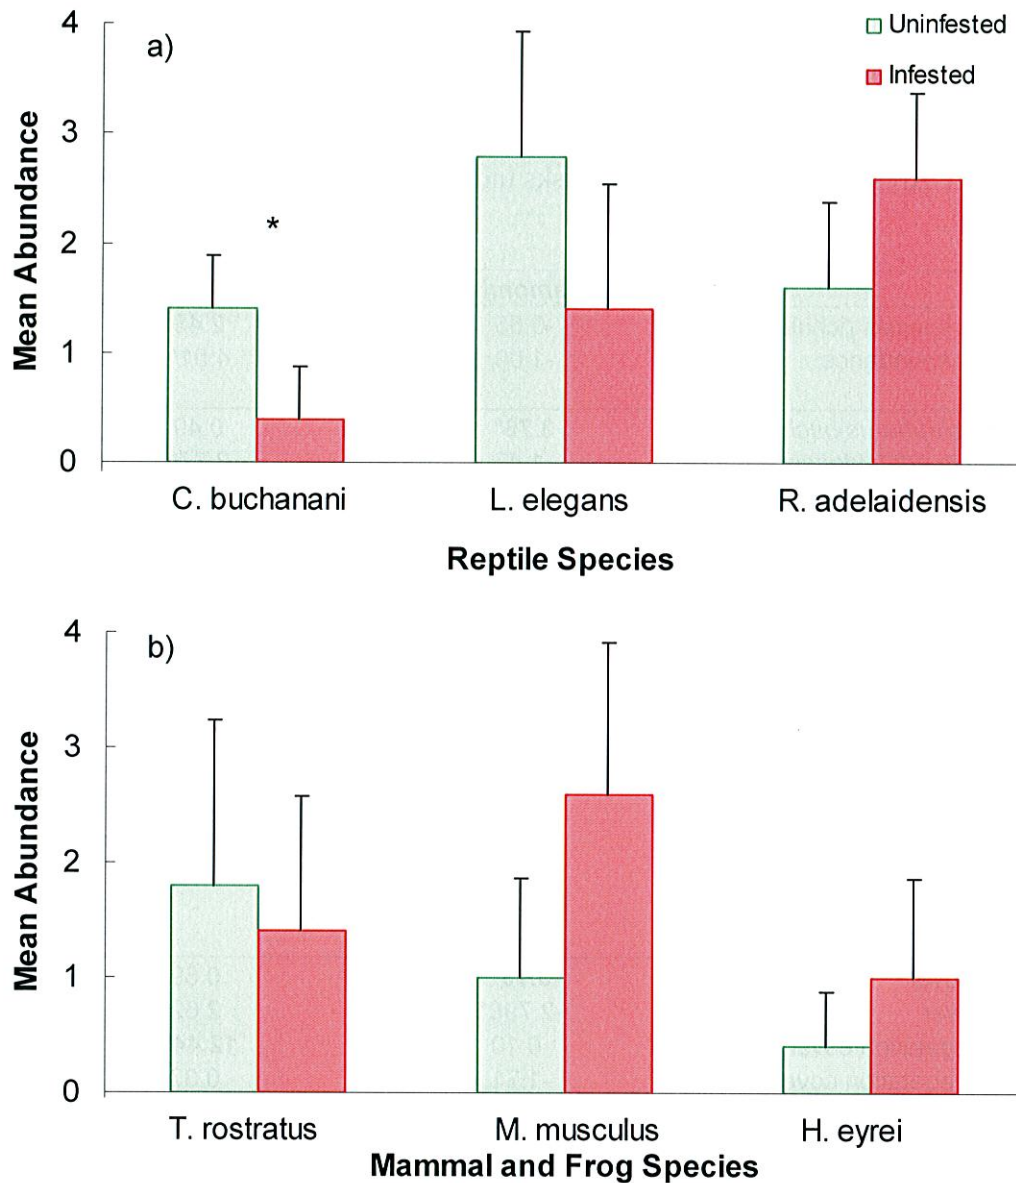 a)
Uninfested
Infested
4
3
2
1
0
Mean Abundance
*
C. buchanani
L. elegans
R. adelaidensis
Reptile Species
b)
4
3
2
1
0
Mean Abundance
T. rostratus
M. musculus
H. eyrei
Mammal and Frog Species